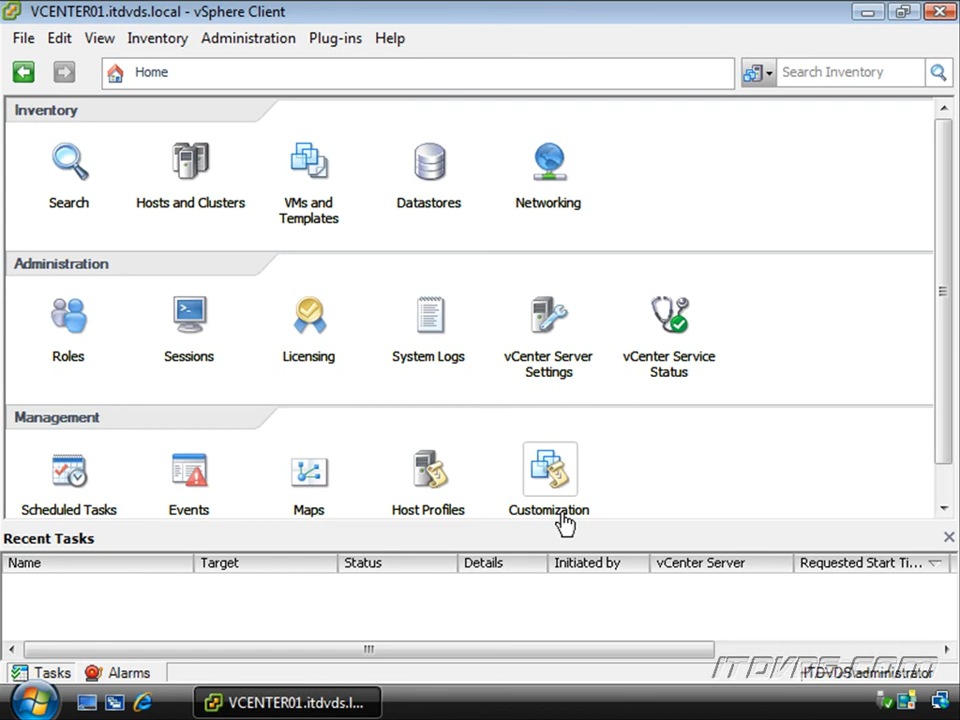 VCENTER01.itdvds.local - vSphere Client
File Edit View Inventory Administration Plug-ins Help
Home
Search Inventory
Inventory
Search
Hosts and Clusters
VMs and
Templates
Datastores
Networking
Administration
Roles
Sessions
Licensing
System Logs
vCenter Server
Settings
vCenter Service
Status
Management
Scheduled Tasks
Events
Maps
Host Profiles
Customization
Recent Tasks
Name Target Status Details Initiated by vCenter Server Requested Start Ti...
Tasks Alarms
ITDVDS\administrator
ITDVDS.COM
VCENTER01.itdvds.l...